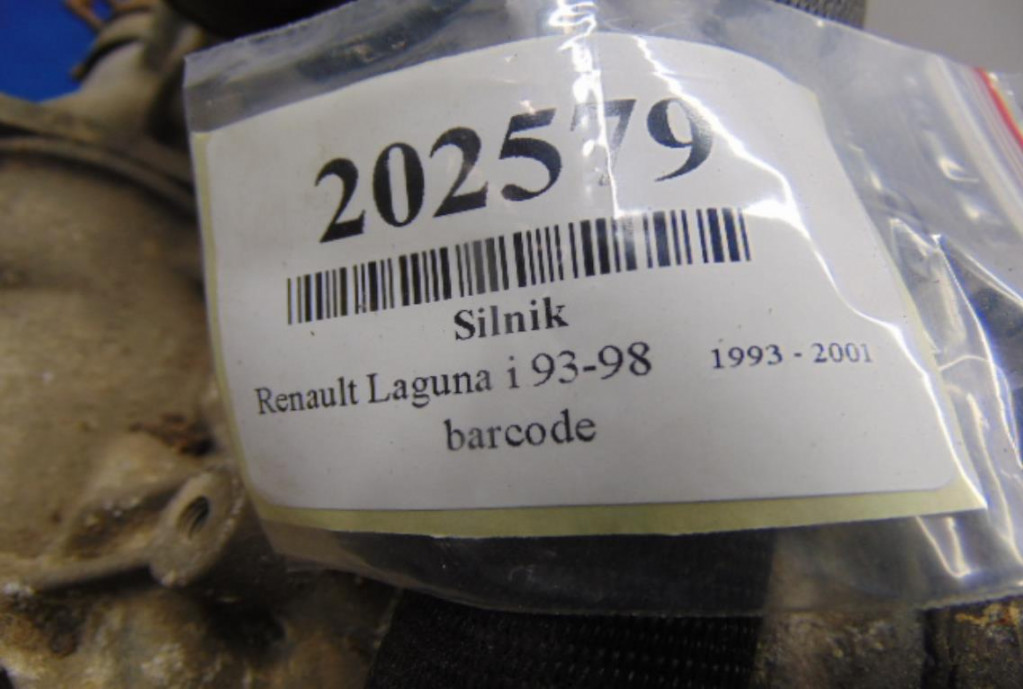 202579
Silnik
Renault Laguna i 93-98 1993 - 2001
barcode